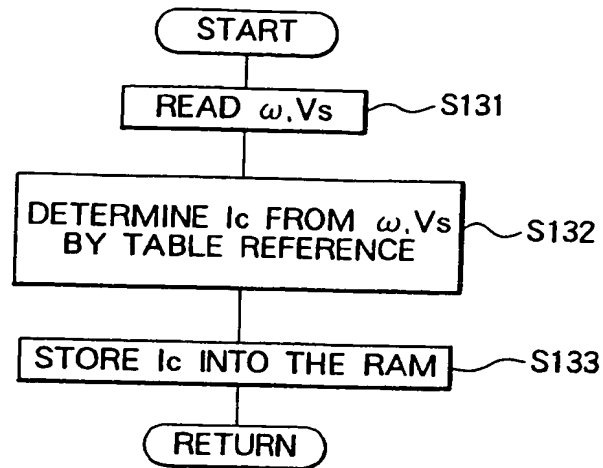 START
READ ω.Vs
S131
DETERMINE Ic FROM ω.Vs
BY TABLE REFERENCE
S132
STORE Ic INTO THE RAM
S133
RETURN